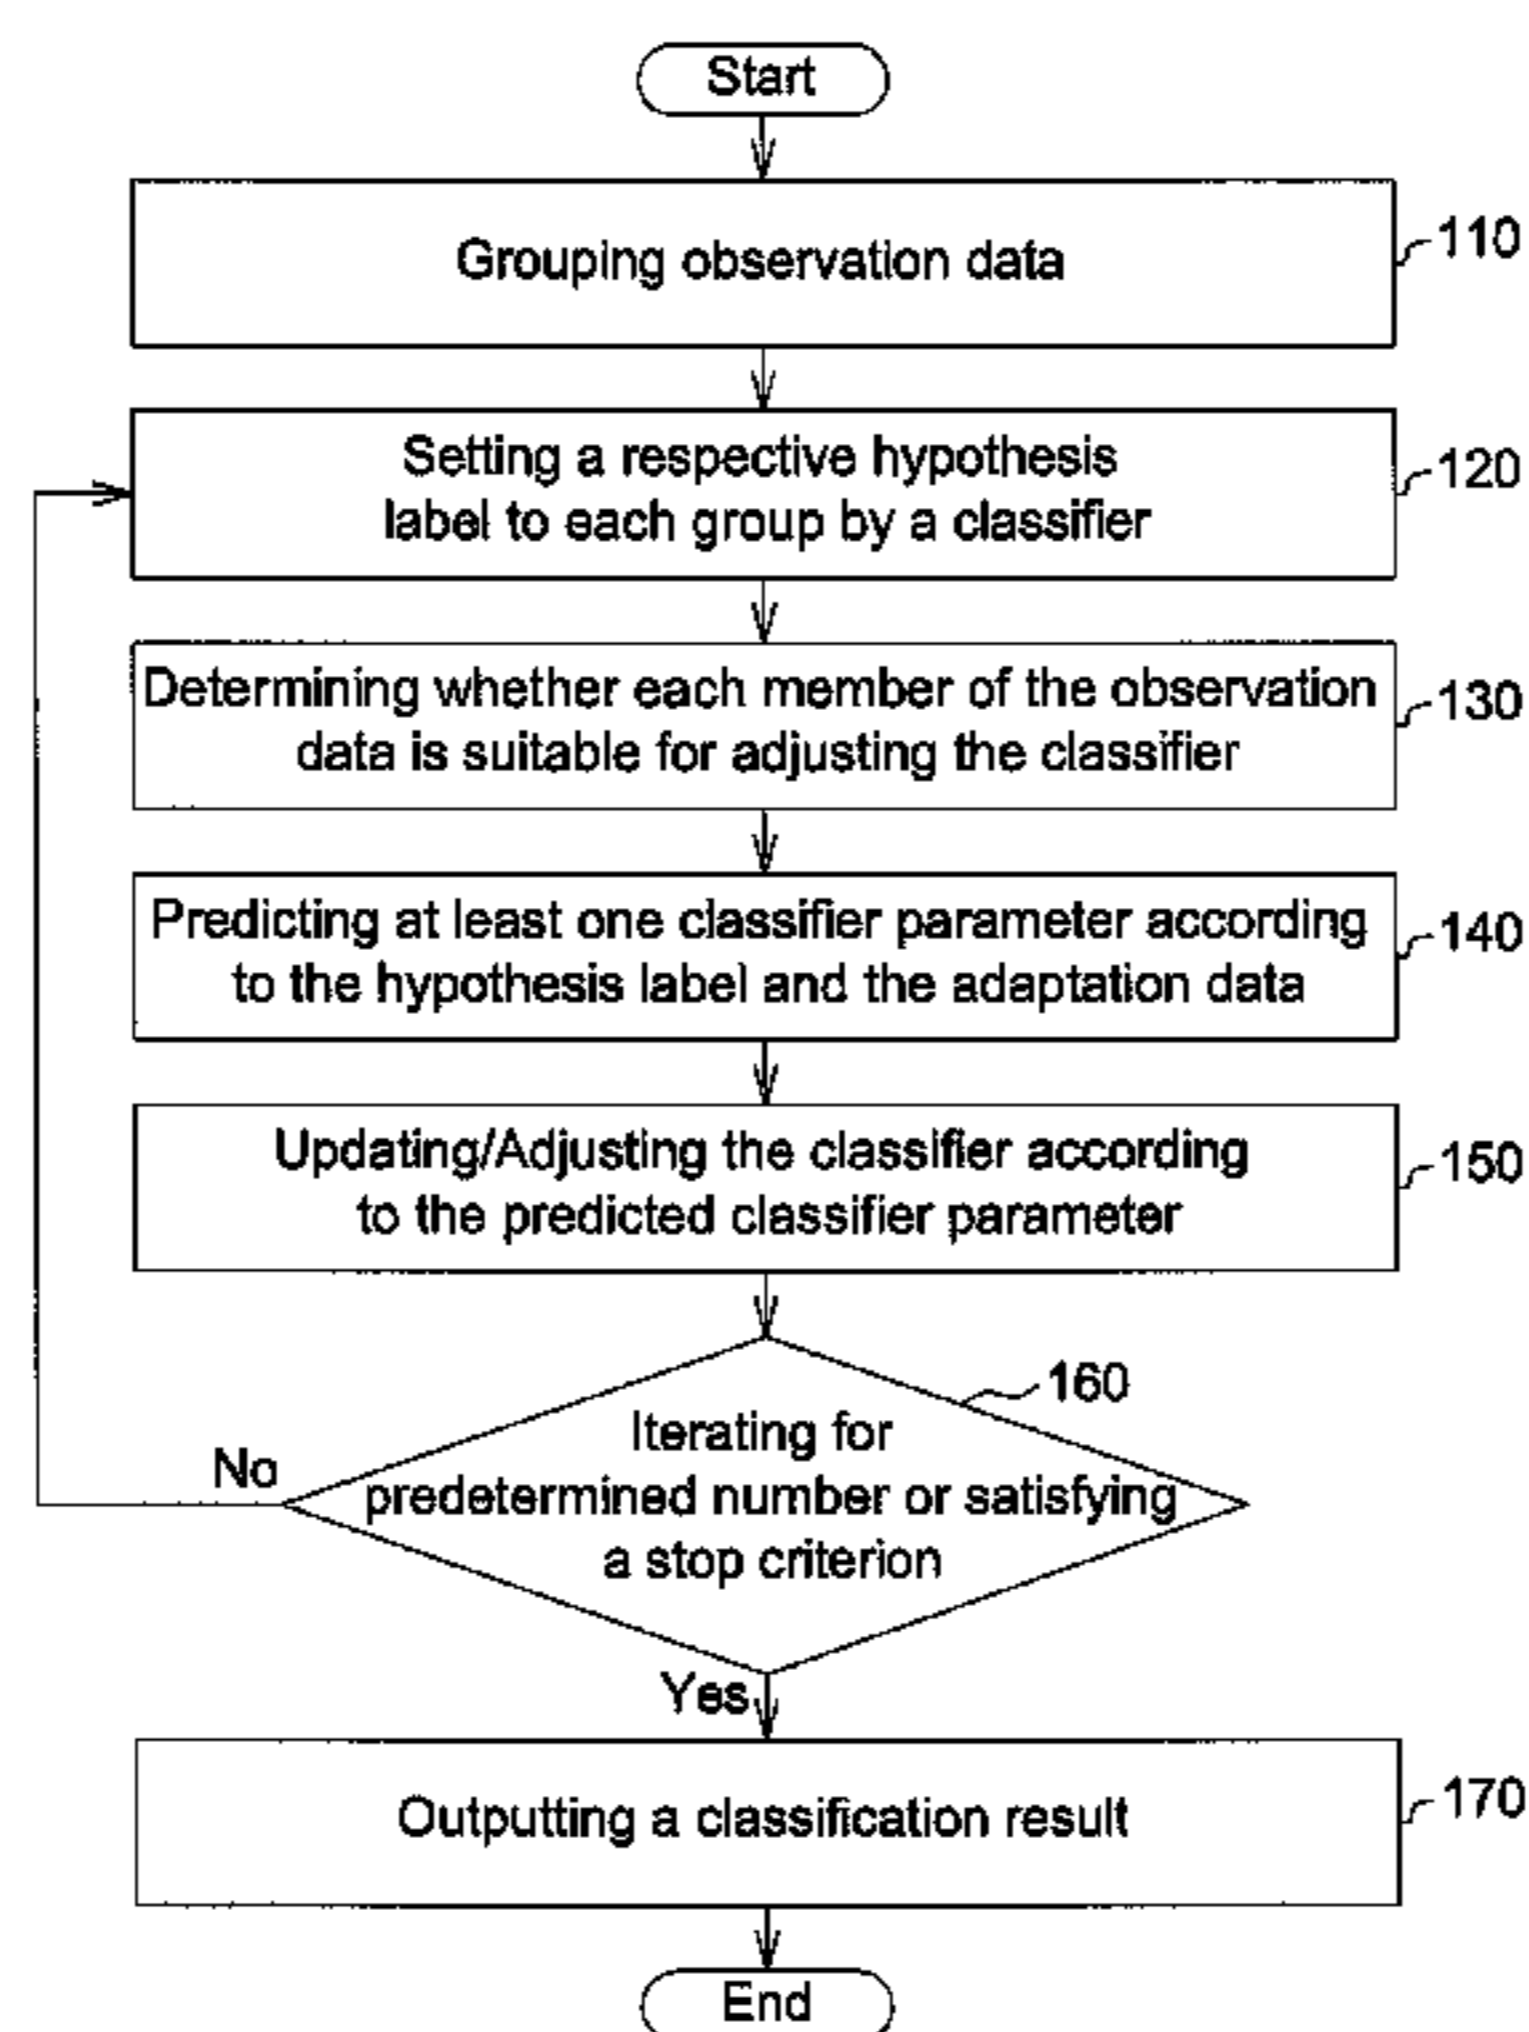 Start
Grouping observation data
110
Setting a respective hypothesis
label to each group by a classifier
120
Determining whether each member of the observation
data is suitable for adjusting the classifier
130
Predicting at least one classifier parameter according
to the hypothesis label and the adaptation data
140
Updating/Adjusting the classifier according
to the predicted classifier parameter
150
160
Iterating for
predetermined number or satisfying
a stop criterion
No
Yes
Outputting a classification result
170
End